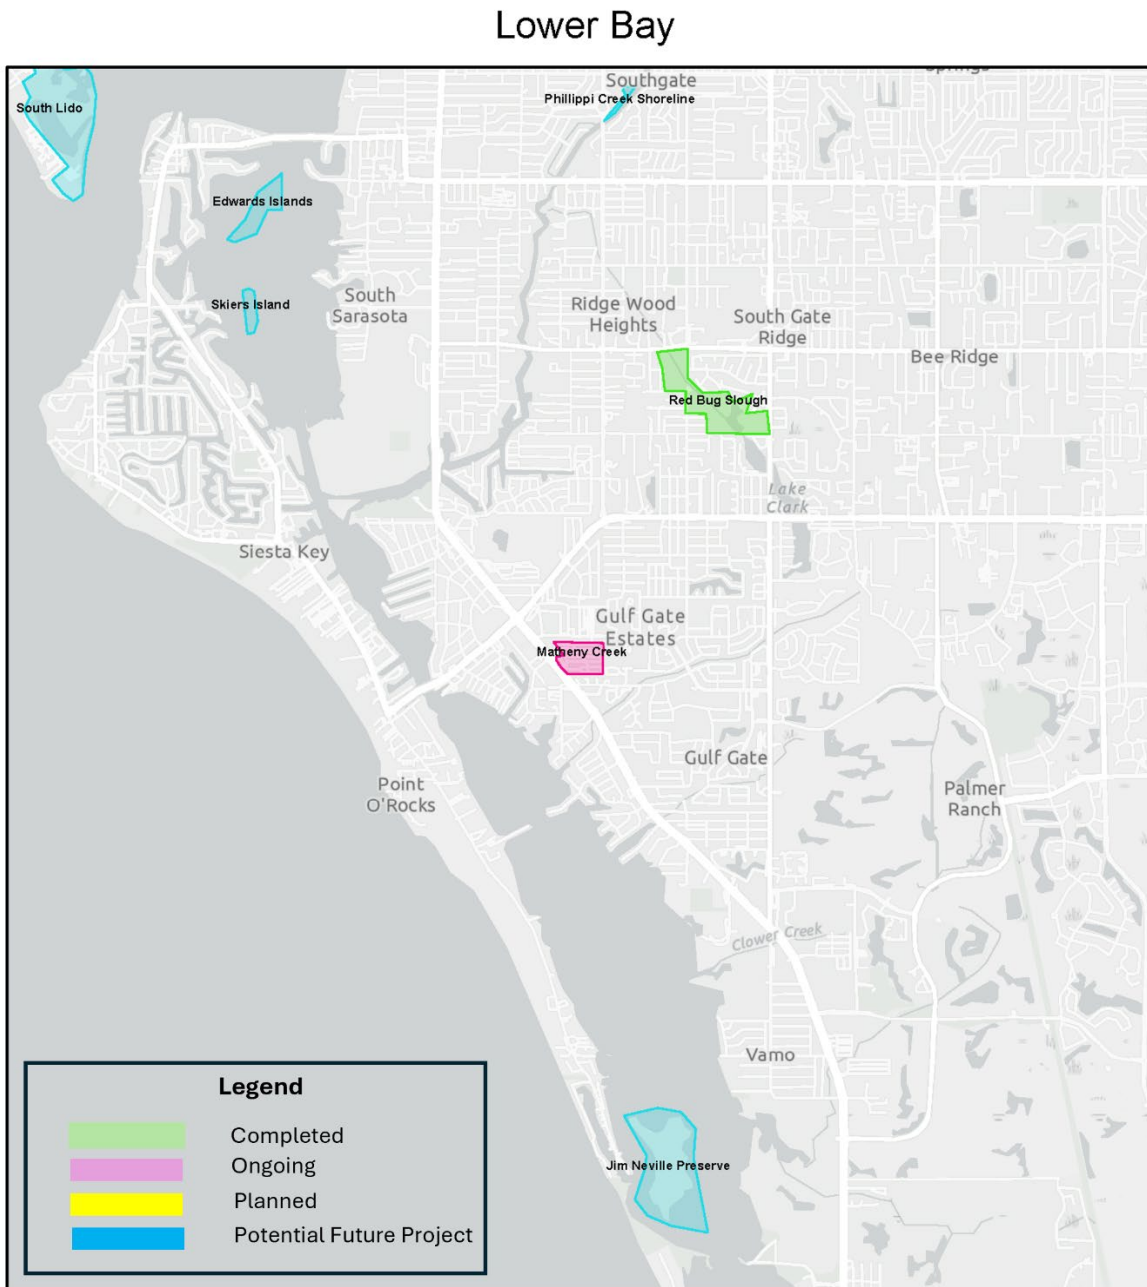 Lower Bay
Springs
Southgate
Phillippi Creek Shoreline
South Lido
Edwards Islands
Skiers Island
South
Sarasota
Ridge Wood
Heights
South Gate
Ridge
Bee Ridge
Red Bug Slough
Lake
Clark
Siesta Key
Gulf Gate
Estates
Matheny Creek
Gulf Gate
Point
O'Rocks
Palmer
Ranch
Clower Creek
Vamo
Jim Neville Preserve
Legend
Completed
Ongoing
Planned
Potential Future Project